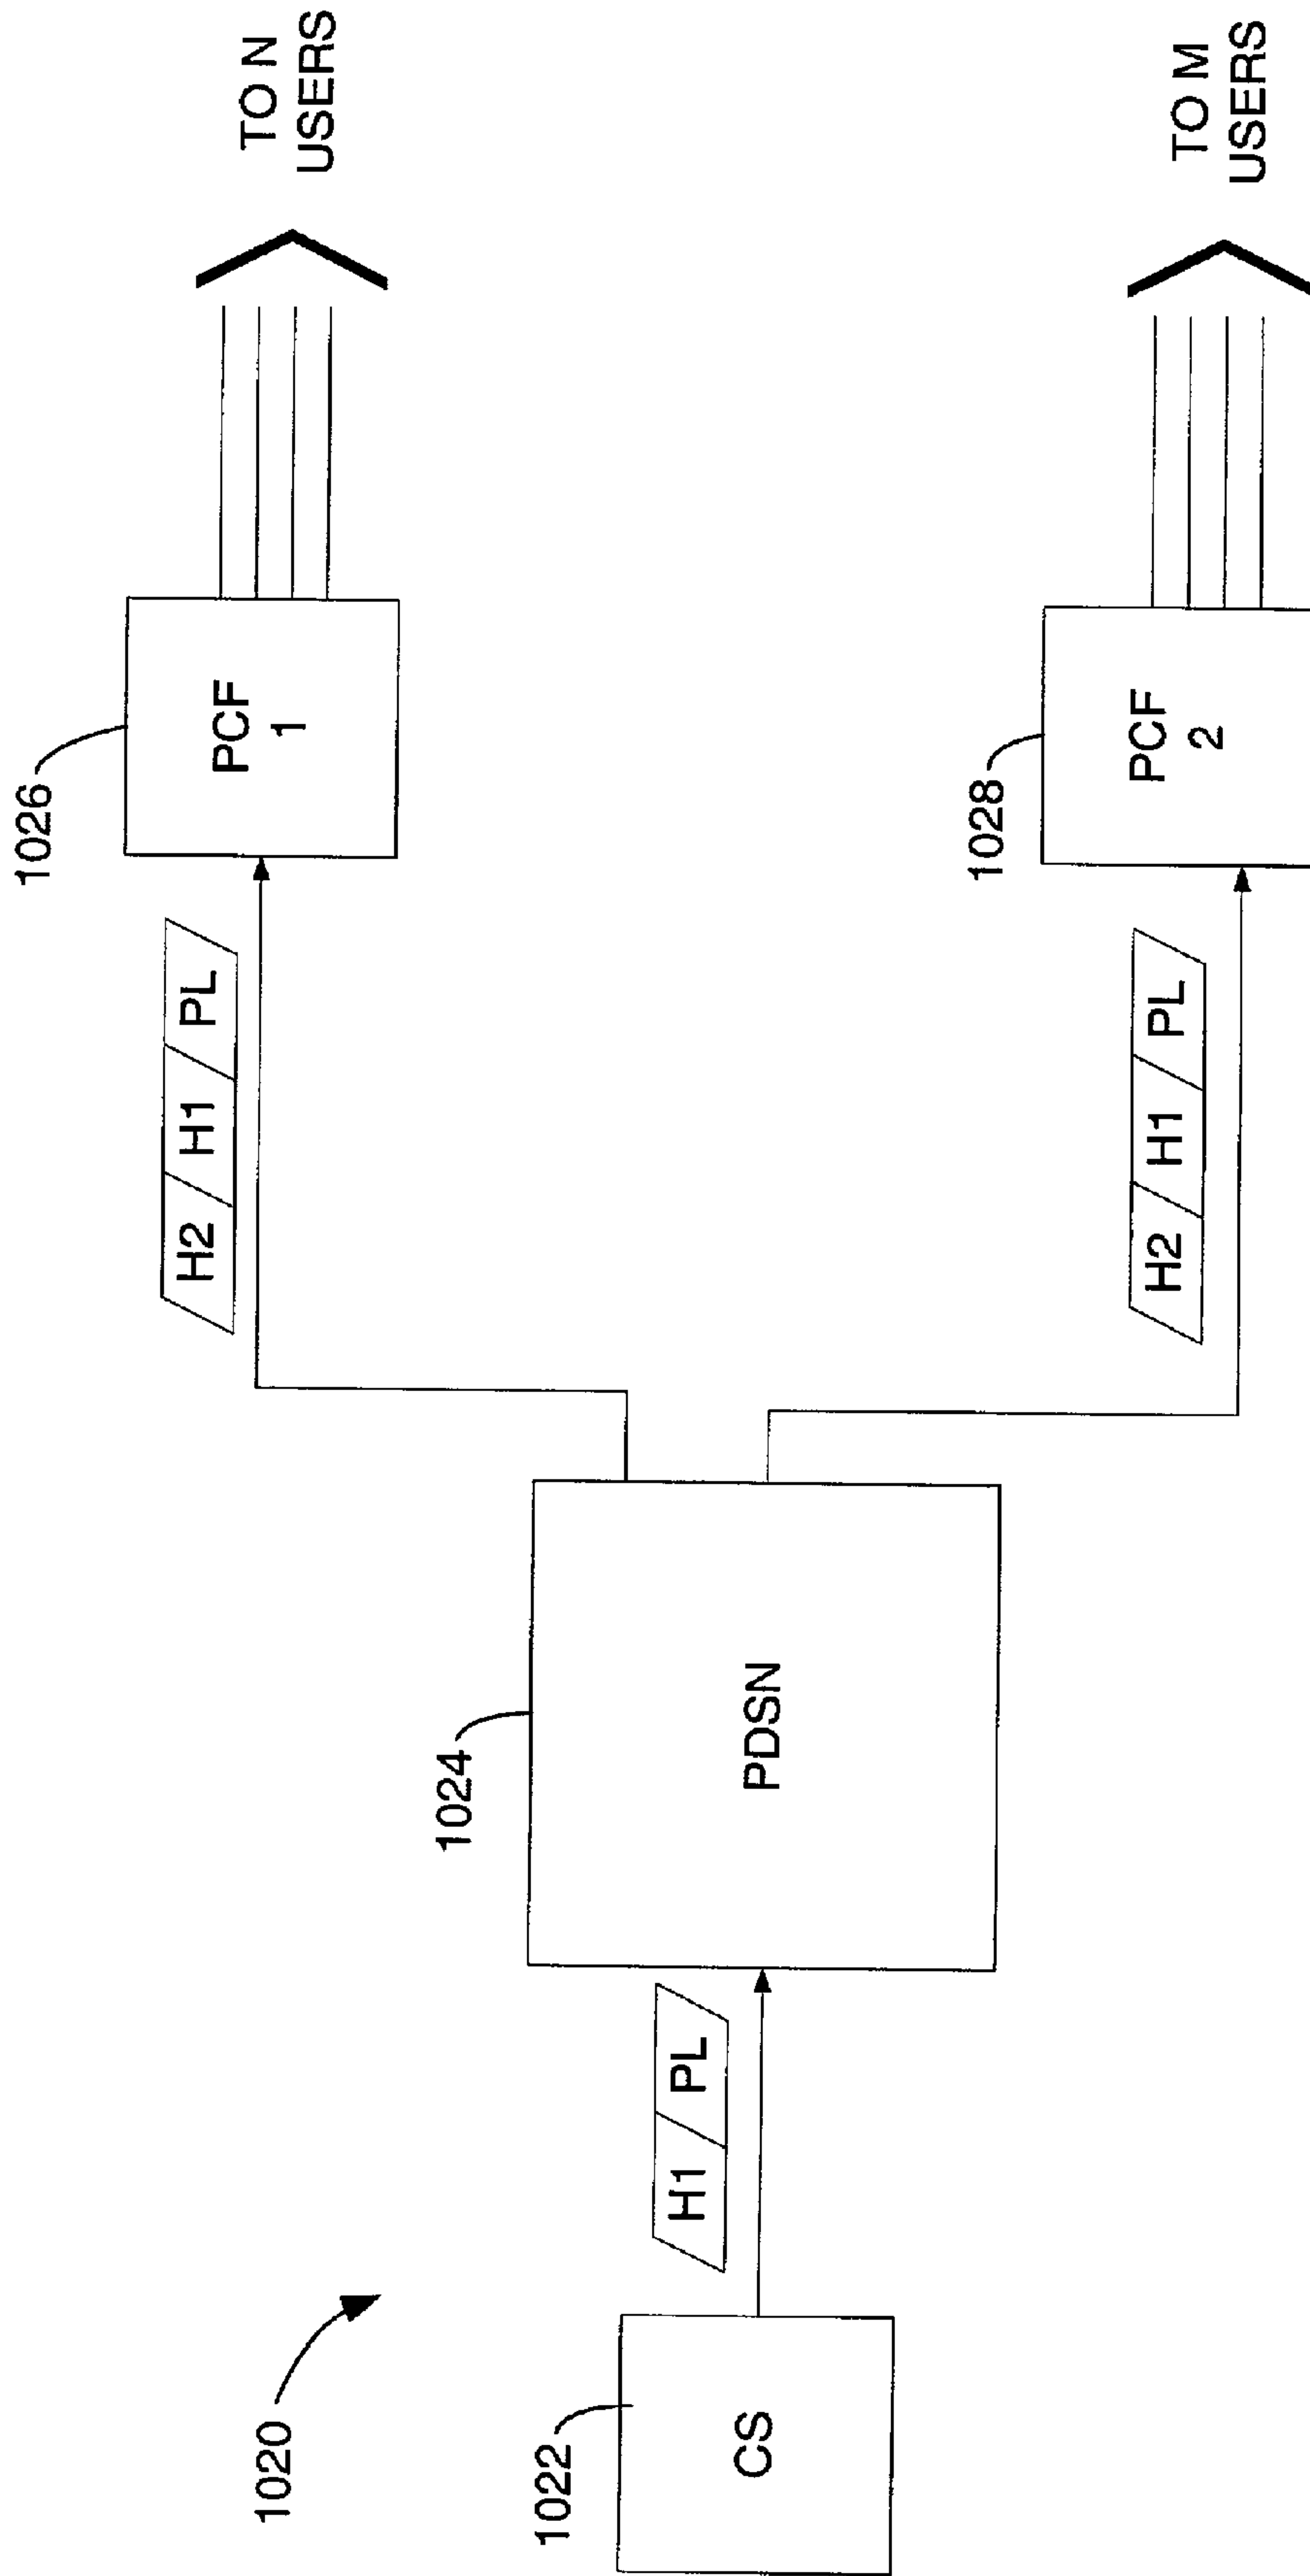 1020
1022
CS
H1
PL
1024
PDSN
H2
H1
PL
1026
PCF
1
TO N
USERS
H2
H1
PL
1028
PCF
2
TO M
USERS